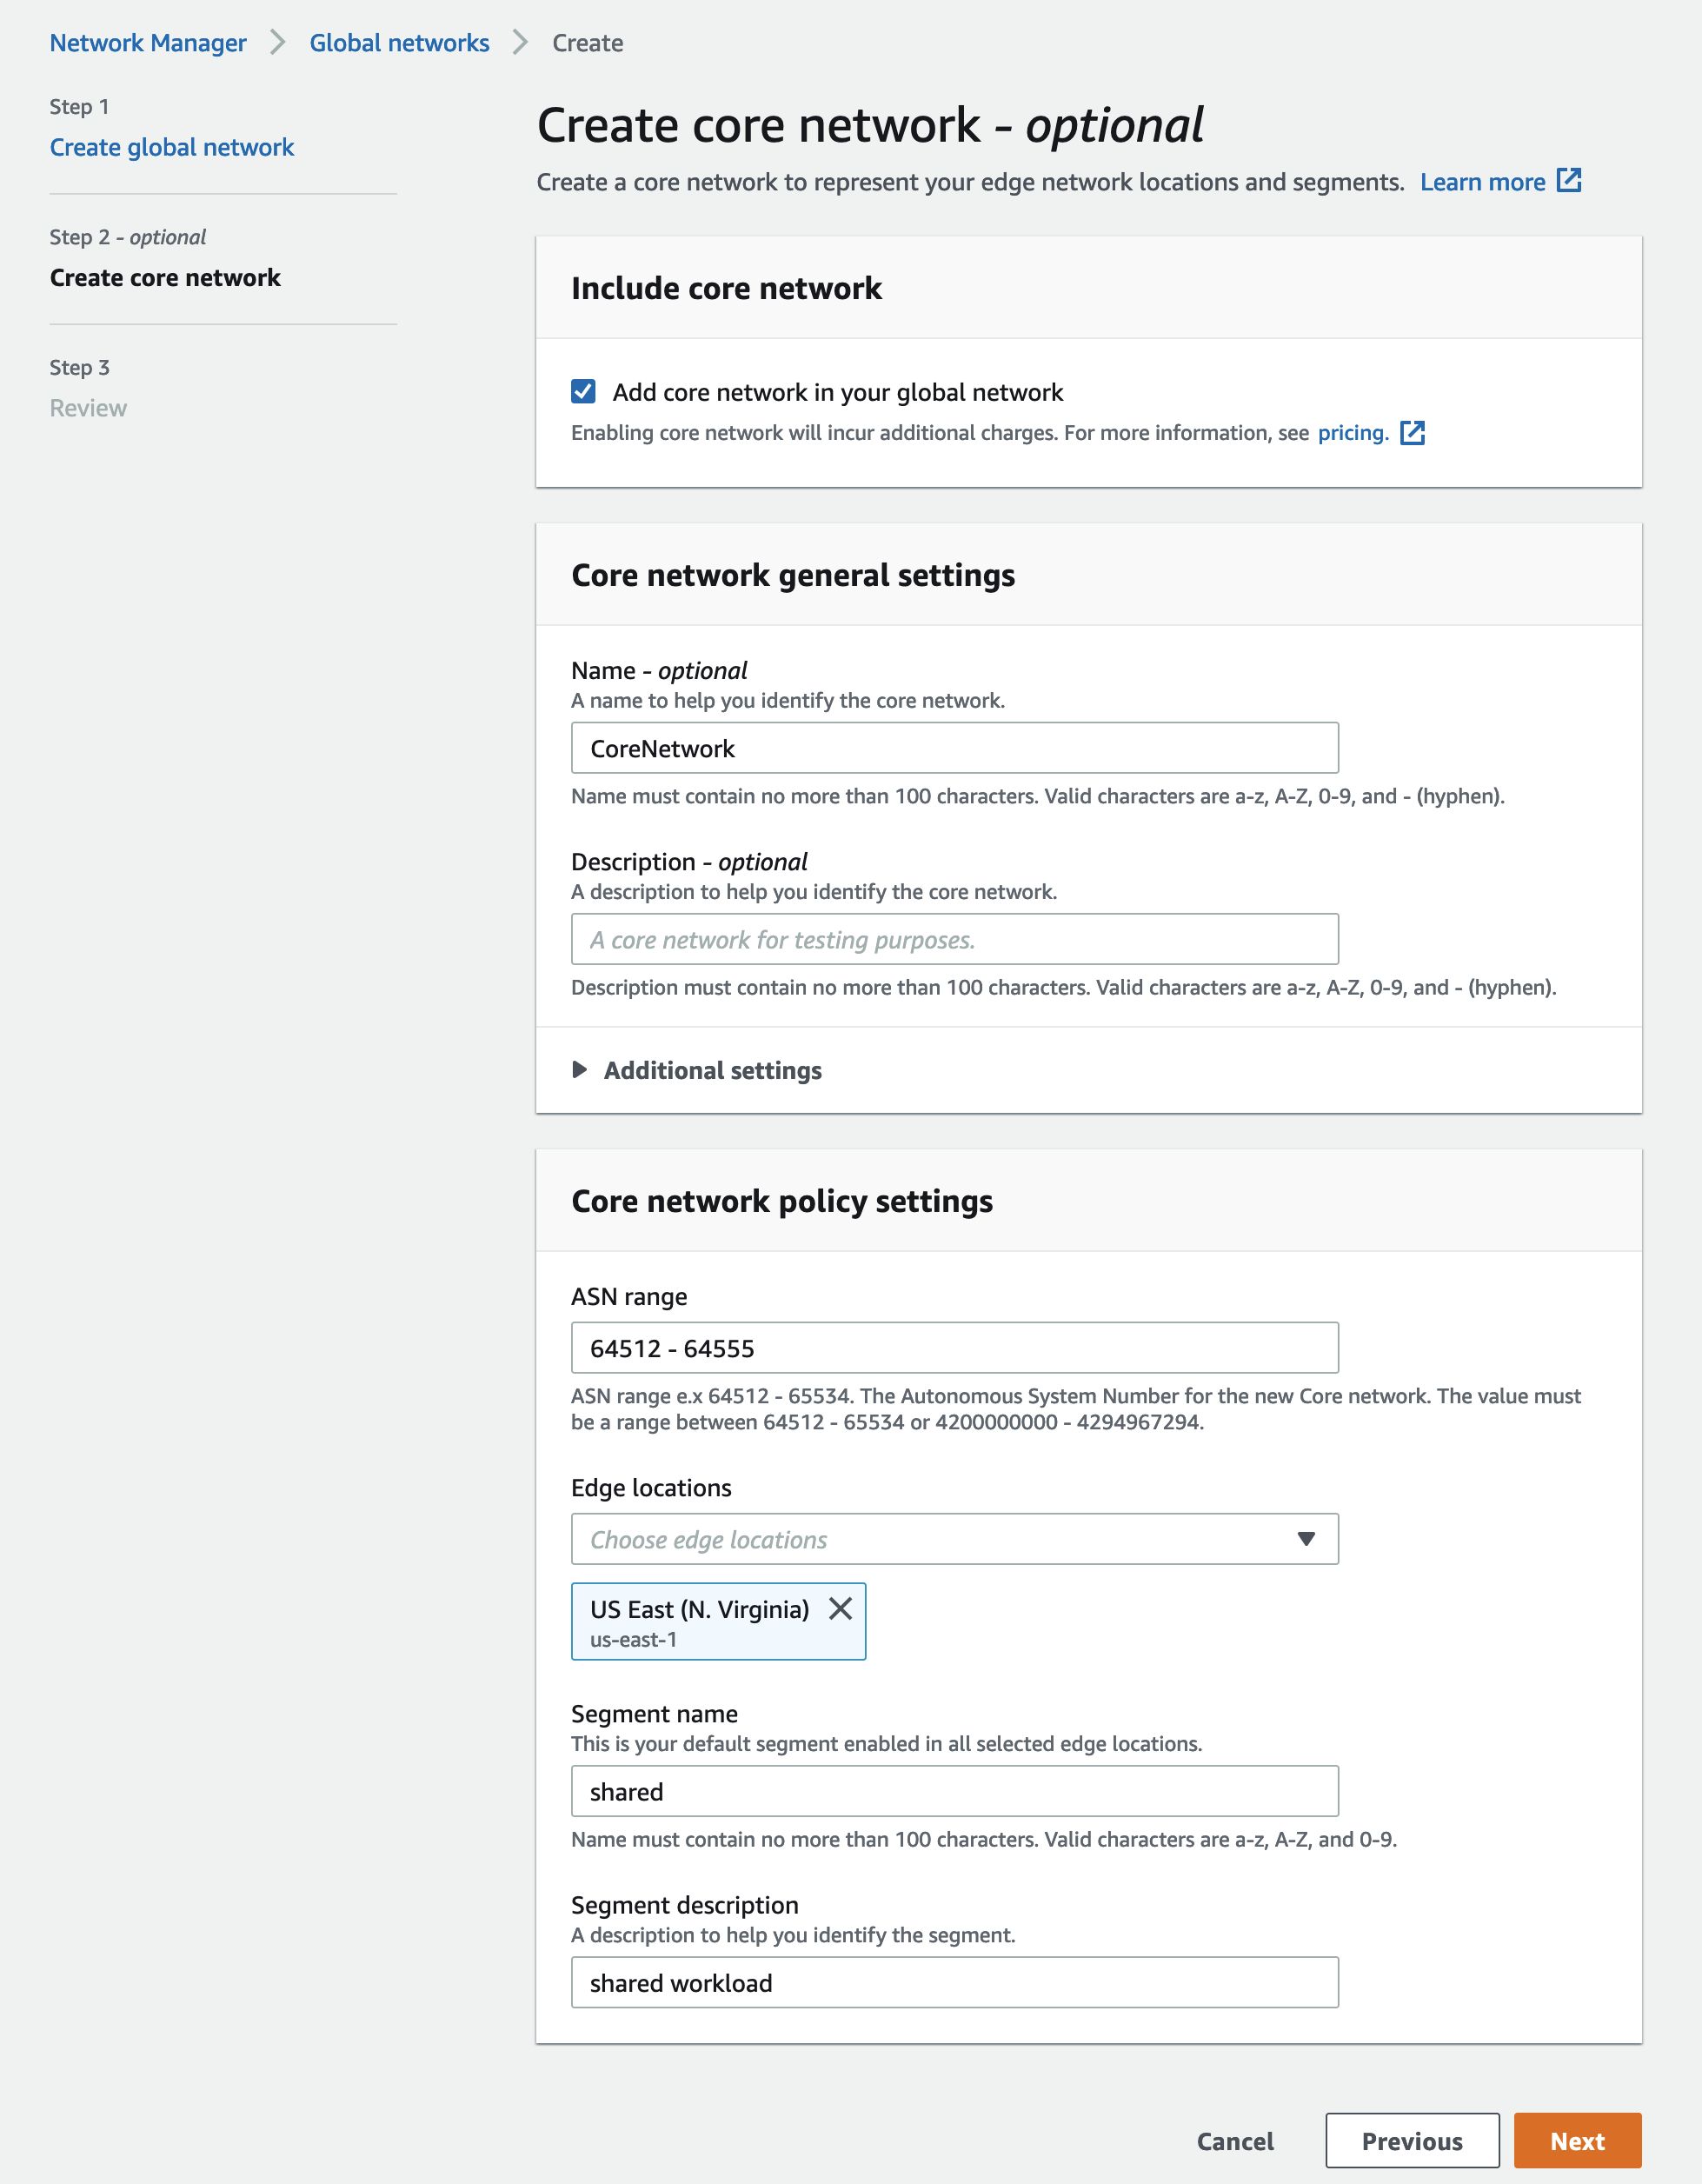 Network Manager > Global networks > Create
Step 1
Create global network
Step 2 - optional
Create core network
Step 3
Review
Create core network - optional
Create a core network to represent your edge network locations and segments. Learn more
Include core network
Add core network in your global network
Enabling core network will incur additional charges. For more information, see pricing.
Core network general settings
Name - optional
A name to help you identify the core network.
CoreNetwork
Name must contain no more than 100 characters. Valid characters are a-z, A-Z, 0-9, and - (hyphen).
Description - optional
A description to help you identify the core network.
A core network for testing purposes.
Description must contain no more than 100 characters. Valid characters are a-z, A-Z, 0-9, and - (hyphen).
Additional settings
Core network policy settings
ASN range
64512 - 64555
ASN range e.x 64512 - 65534. The Autonomous System Number for the new Core network. The value must
be a range between 64512 - 65534 or 4200000000 - 4294967294.
Edge locations
Choose edge locations
US East (N. Virginia)
us-east-1
Segment name
This is your default segment enabled in all selected edge locations.
shared
Name must contain no more than 100 characters. Valid characters are a-z, A-Z, and 0-9.
Segment description
A description to help you identify the segment.
shared workload
Cancel Previous Next